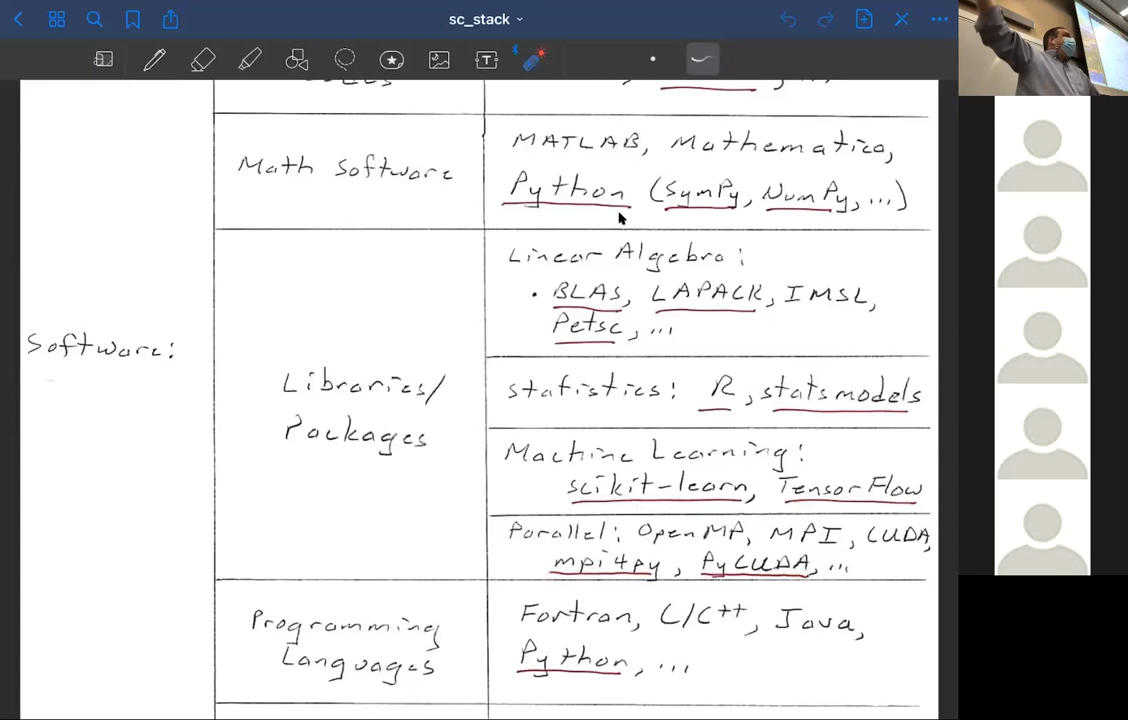 sc_stack
Software:
Math Software
MATLAB, Mathematica,
Python (SymPy, NumPy, ...)
Libraries/
Packages
Linear Algebra:
• BLAS, LAPACK, IMSL,
Petsc, ...
Statistics: R, statsmodels
Machine Learning:
scikit-learn, TensorFlow
Parallel: OpenMP, MPI, CUDA,
mpi4py, PyCUDA, ...
Programming
Languages
Fortran, C/C++, Java,
Python, ...